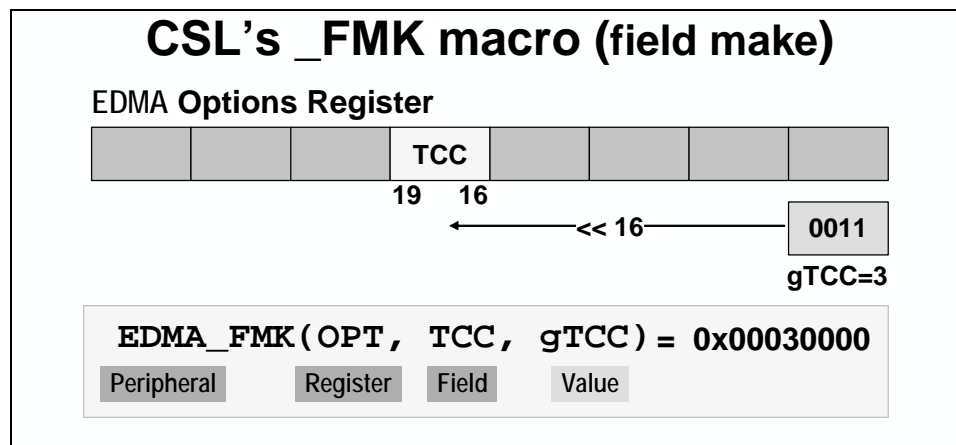 CSL's _FMK macro (field make)
EDMA Options Register
TCC
19 16
<< 16
0011
gTCC=3
EDMA_FMK(OPT, TCC, gTCC) = 0x00030000
Peripheral Register Field Value